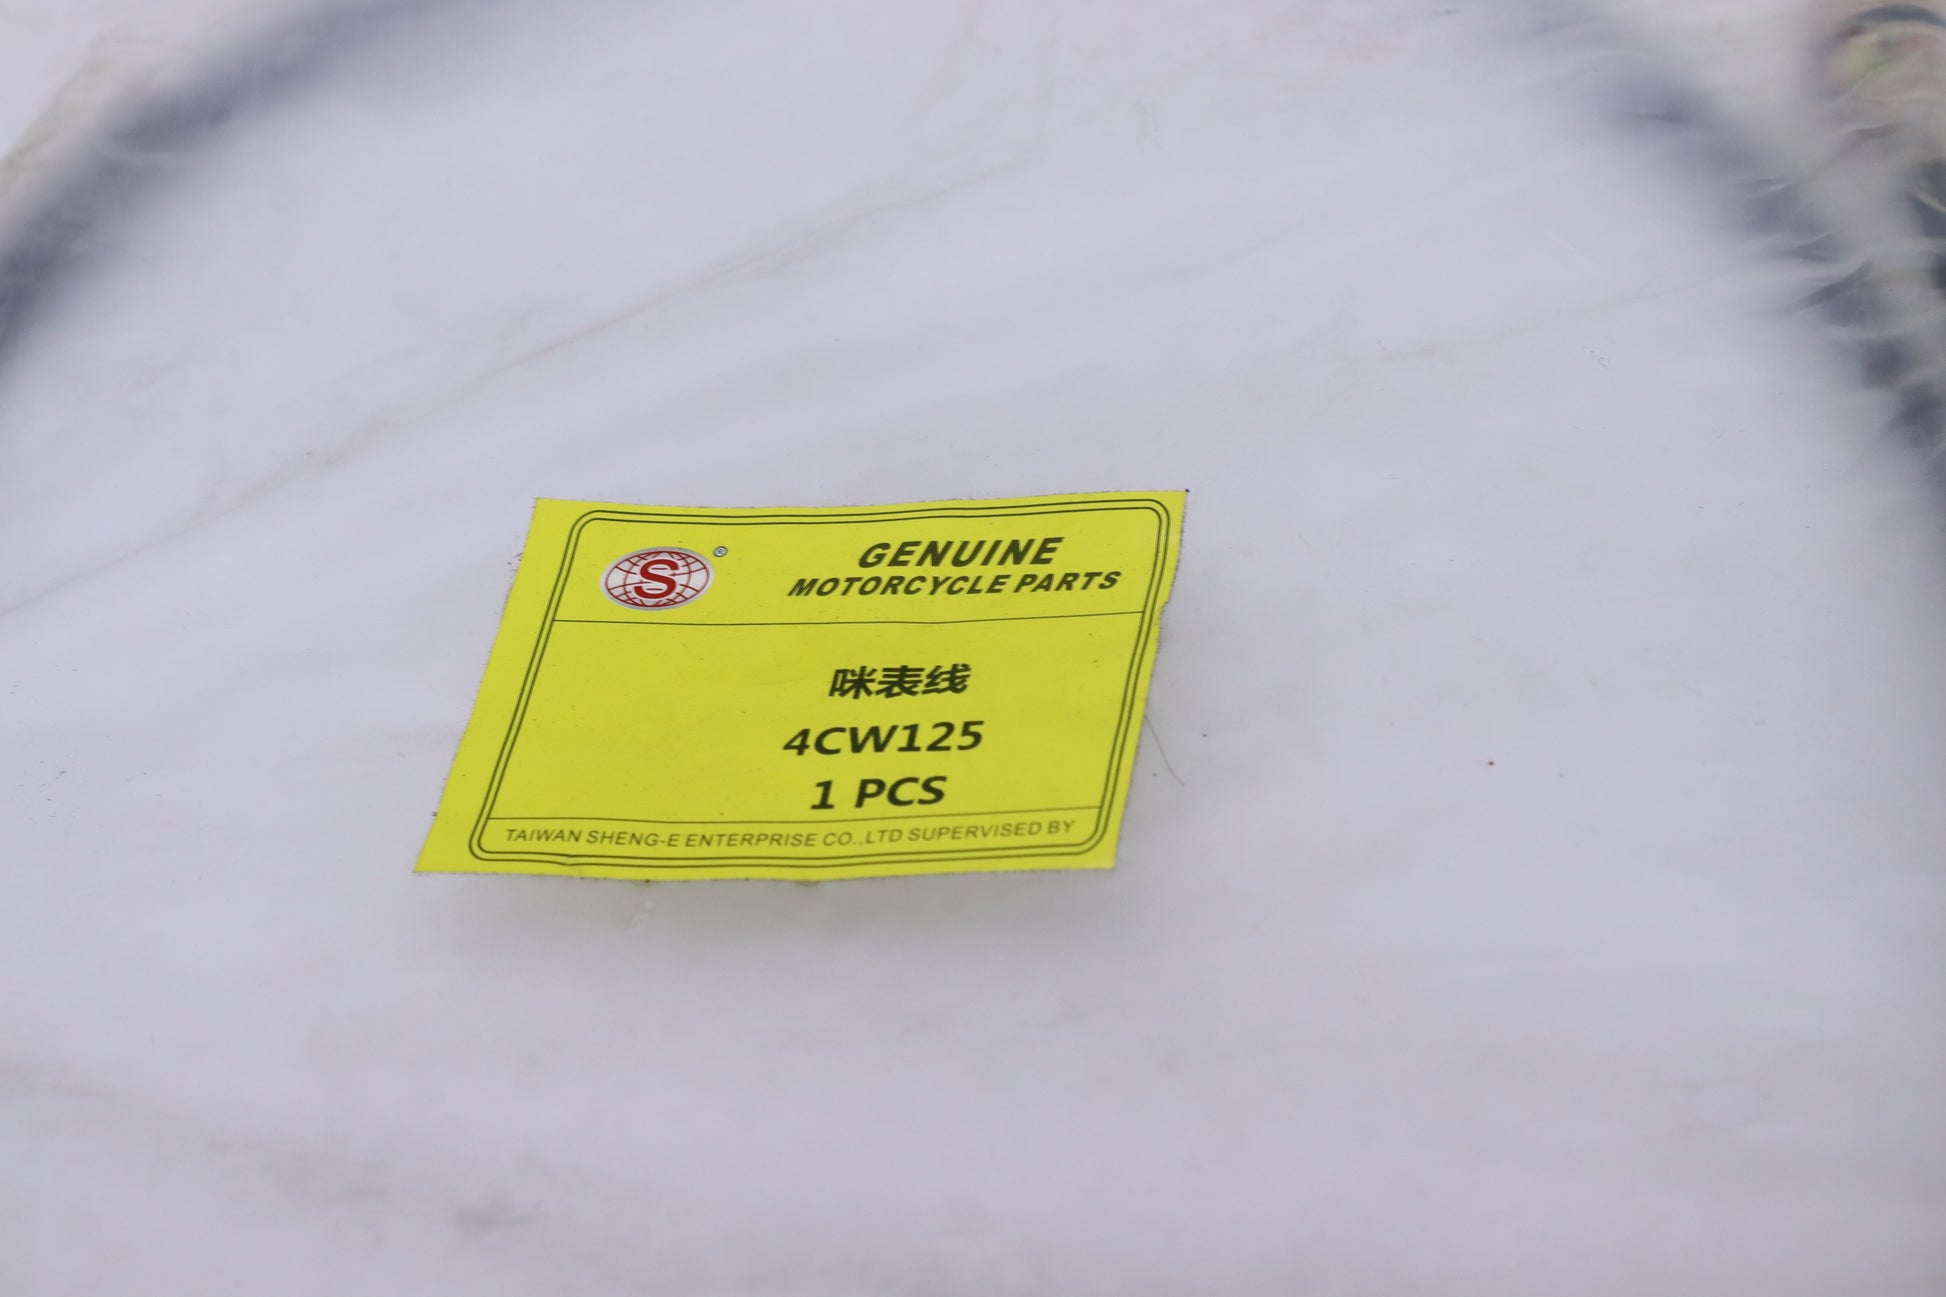 S ®
GENUINE
MOTORCYCLE PARTS
咪表线
4CW125
1 PCS
TAIWAN SHENG-E ENTERPRISE CO.,LTD SUPERVISED BY